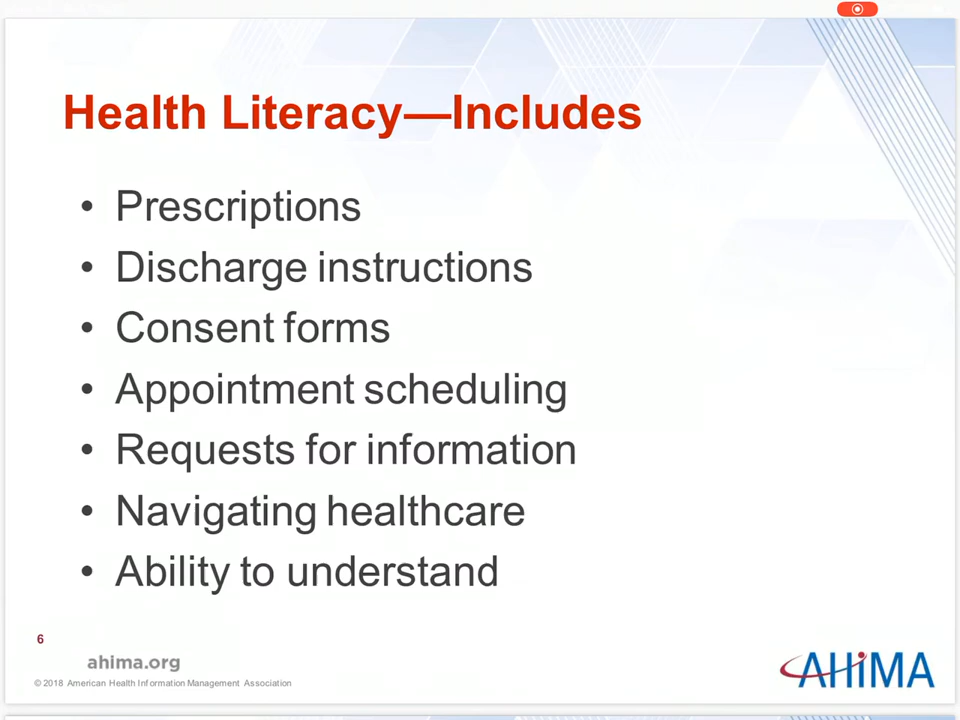 Health Literacy—Includes
• Prescriptions
• Discharge instructions
• Consent forms
• Appointment scheduling
• Requests for information
• Navigating healthcare
• Ability to understand
6
ahima.org
© 2018 American Health Information Management Association
AHiMA